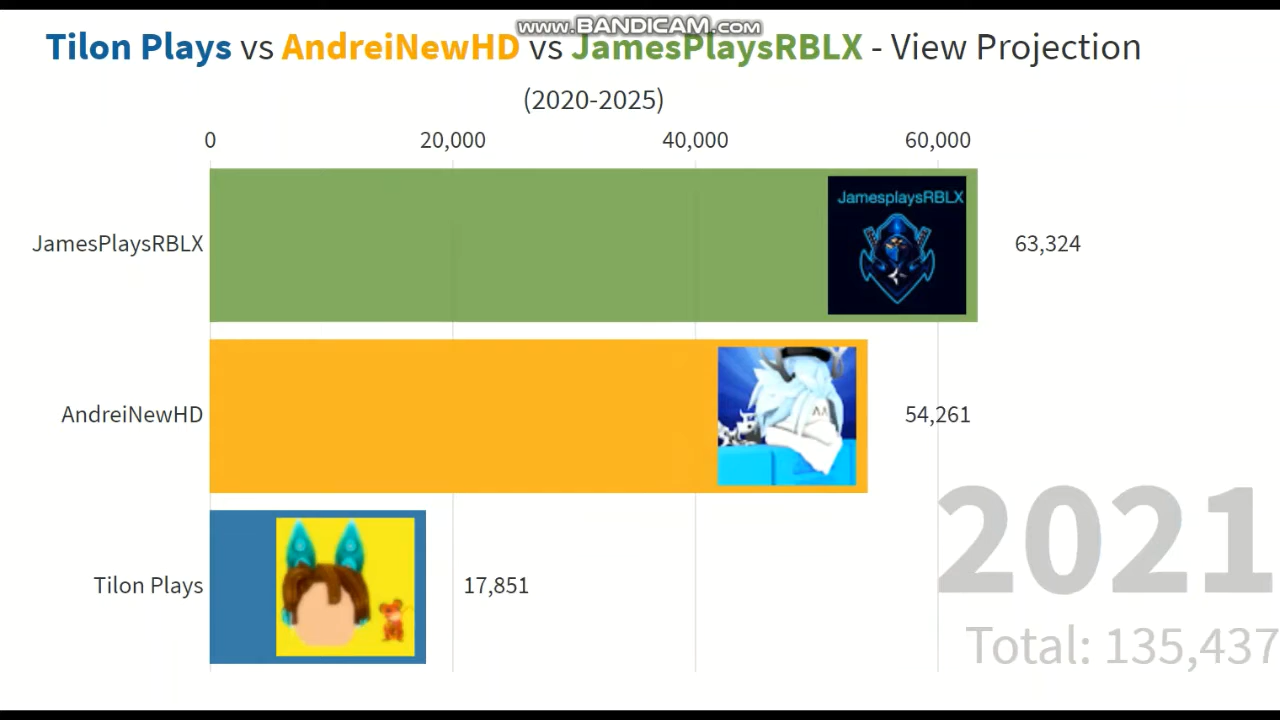 www.BANDICAM.com
Tilon Plays vs AndreiNewHD vs JamesPlaysRBLX - View Projection
(2020-2025)
0 20,000 40,000 60,000
JamesplaysRBLX
JamesPlaysRBLX 63,324
AndreiNewHD 54,261
2021
Tilon Plays 17,851
Total: 135,437